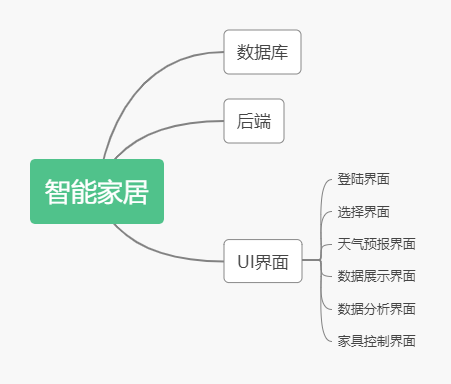 智能家居
数据库
后端
UI界面
登陆界面
选择界面
天气预报界面
数据展示界面
数据分析界面
家具控制界面